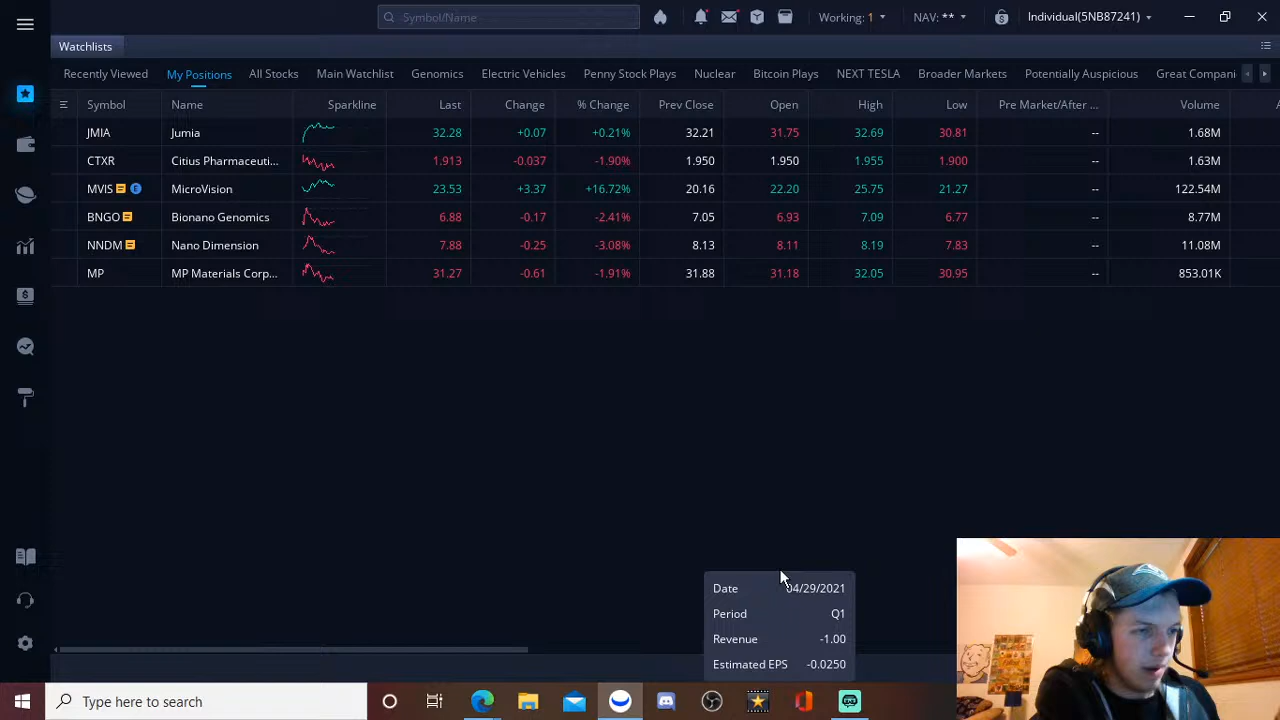 Symbol/Name Working: 1 NAV: ** Individual(5NB87241)
Watchlists
Recently Viewed My Positions All Stocks Main Watchlist Genomics Electric Vehicles Penny Stock Plays Nuclear Bitcoin Plays NEXT TESLA Broader Markets Potentially Auspicious Great Compani
Symbol Name Sparkline Last Change % Change Prev Close Open High Low Pre Market/After ... Volume
JMIA Jumia 32.28 +0.07 +0.21% 32.21 31.75 32.69 30.81 -- 1.68M
CTXR Citius Pharmaceuti... 1.913 -0.037 -1.90% 1.950 1.950 1.955 1.900 -- 1.63M
MVIS E MicroVision 23.53 +3.37 +16.72% 20.16 22.20 25.75 21.27 -- 122.54M
BNGO Bionano Genomics 6.88 -0.17 -2.41% 7.05 6.93 7.09 6.77 -- 8.77M
NNDM Nano Dimension 7.88 -0.25 -3.08% 8.13 8.11 8.19 7.83 -- 11.08M
MP MP Materials Corp... 31.27 -0.61 -1.91% 31.88 31.18 32.05 30.95 -- 853.01K
Date 04/29/2021
Period Q1
Revenue -1.00
Estimated EPS -0.0250
Type here to search